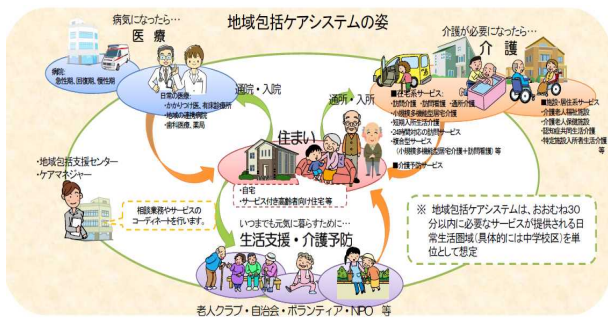 地域包括ケアシステムの姿
病気になったら…
医療
病院:
急性期、回復期、慢性期
日常の医療:
・かかりつけ医、有床診療所
・地域の連携病院
・歯科医療、薬局
通院・入院
通所・入所
介護が必要になったら…
介護
■在宅系サービス:
・訪問介護 ・訪問看護 ・通所介護
・小規模多機能型居宅介護
・短期入所生活介護
・24時間対応の訪問サービス
・複合型サービス
(小規模多機能型居宅介護+訪問看護) 等
■介護予防サービス
■施設・居住系サービス
・介護老人福祉施設
・介護老人保健施設
・認知症共同生活介護
・特定施設入所者生活介護
等
住まい
・自宅
・サービス付き高齢者向け住宅 等
・地域包括支援センター
・ケアマネジャー
相談業務やサービスの
コーディネートを行います。
いつまでも元気に暮らすために…
生活支援・介護予防
老人クラブ・自治会・ボランティア・NPO 等
※ 地域包括ケアシステムは、おおむね30
分以内に必要なサービスが提供される日
常生活圏域(具体的には中学校区)を単
位として想定